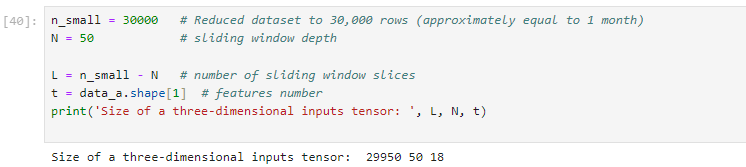 [40]:
n_small = 30000   # Reduced dataset to 30,000 rows (approximately equal to 1 month)
N = 50            # sliding window depth
L = n_small - N   # number of sliding window slices
t = data_a.shape[1]  # features number
print('Size of a three-dimensional inputs tensor: ', L, N, t)
Size of a three-dimensional inputs tensor:  29950 50 18